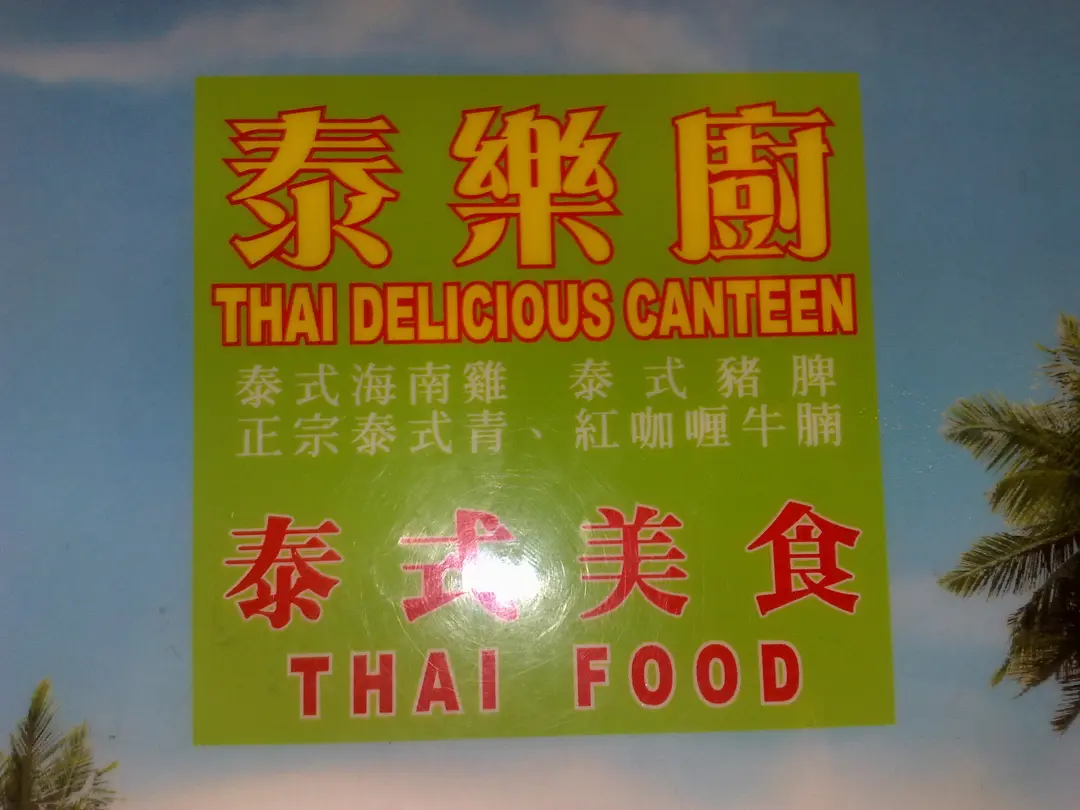 泰樂廚
THAI DELICIOUS CANTEEN
泰式海南雞 泰式豬脾
正宗泰式青、紅咖喱牛腩
泰式美食
THAI FOOD